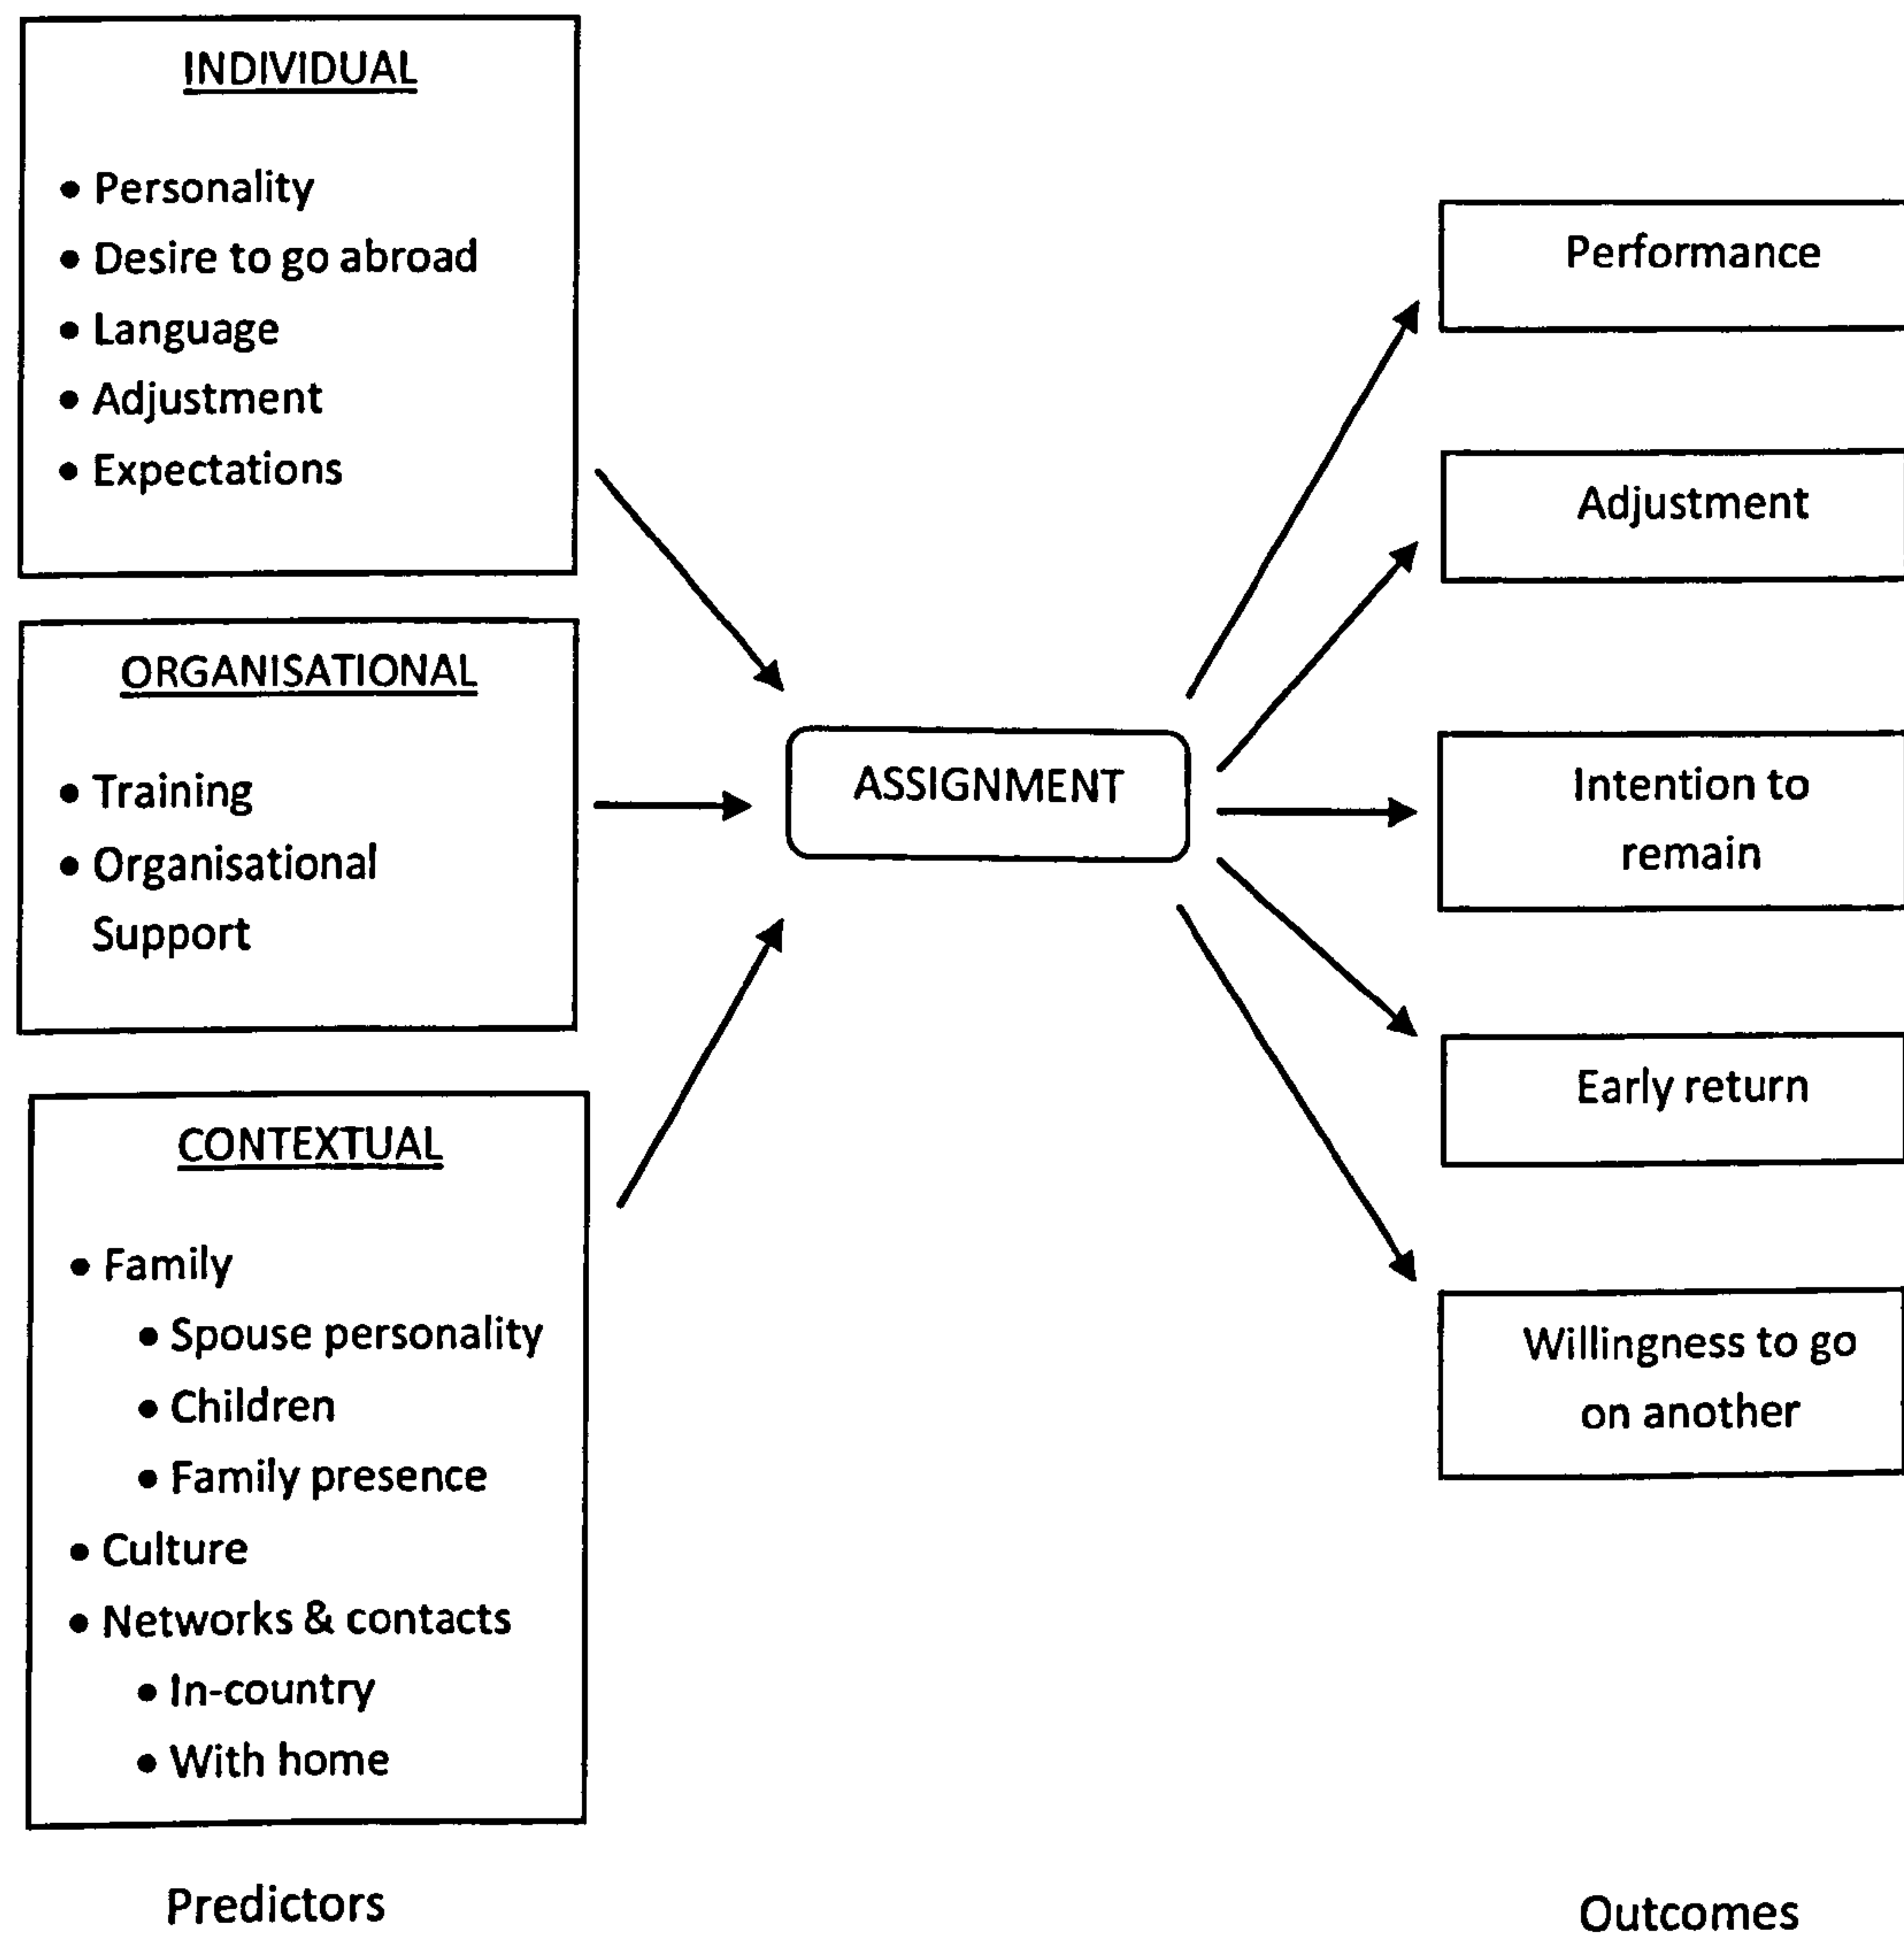 INDIVIDUAL
• Personality
• Desire to go abroad
• Language
• Adjustment
• Expectations
ORGANISATIONAL
• Training
• Organisational
Support
CONTEXTUAL
• Family
• Spouse personality
• Children
• Family presence
• Culture
• Networks & contacts
• In-country
• With home
Predictors
ASSIGNMENT
Performance
Adjustment
Intention to
remain
Early return
Willingness to go
on another
Outcomes